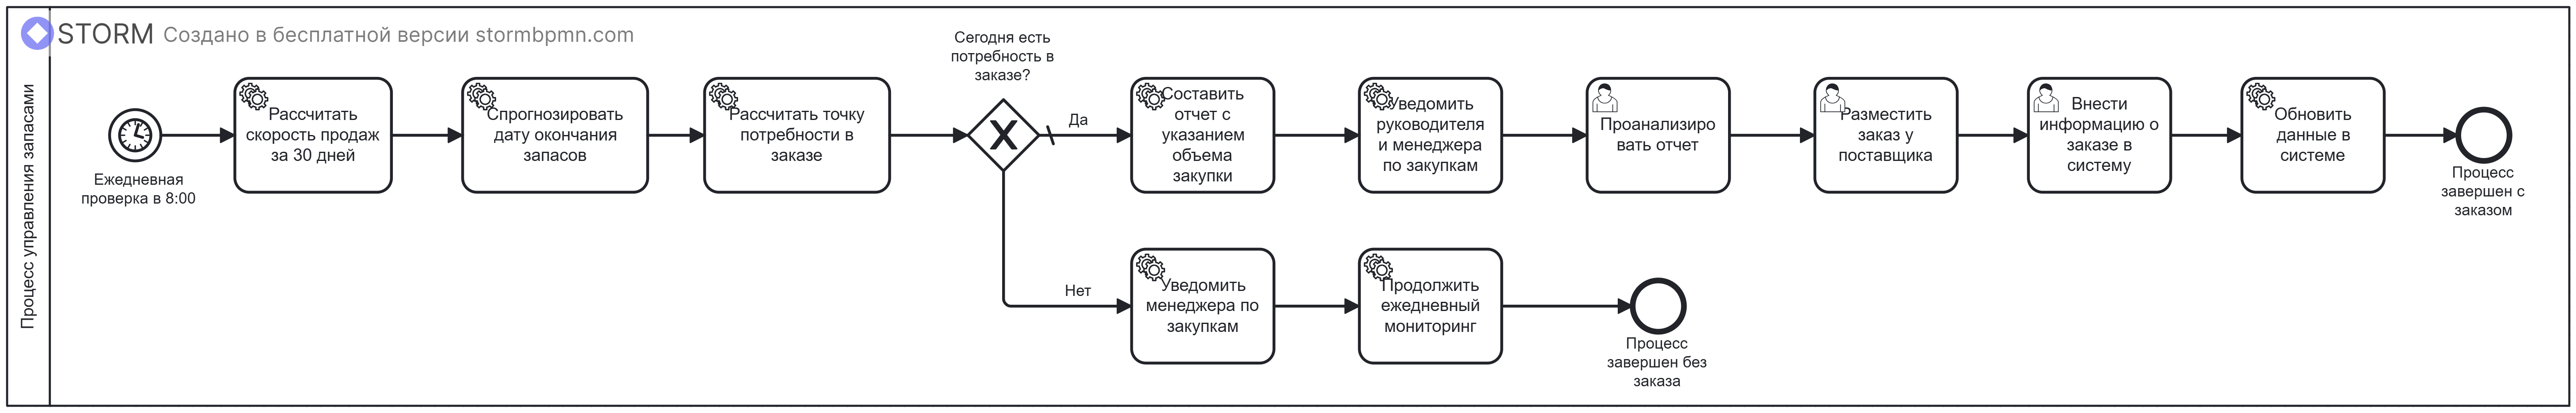 STORM Создано в бесплатной версии stormbpmn.com
Процесс управления запасами
Ежедневная
проверка в 8:00
Рассчитать
скорость продаж
за 30 дней
Спрогнозировать
дату окончания
запасов
Рассчитать точку
потребности в
заказе
Сегодня есть
потребность в
заказе?
Да
Составить
отчет с
указанием
объема
закупки
Уведомить
руководителя
и менеджера
по закупкам
Проанализиро
вать отчет
Разместить
заказ у
поставщика
Внести
информацию о
заказе в
систему
Обновить
данные в
системе
Процесс
завершен с
заказом
Нет
Уведомить
менеджера по
закупкам
Продолжить
ежедневный
мониторинг
Процесс
завершен без
заказа